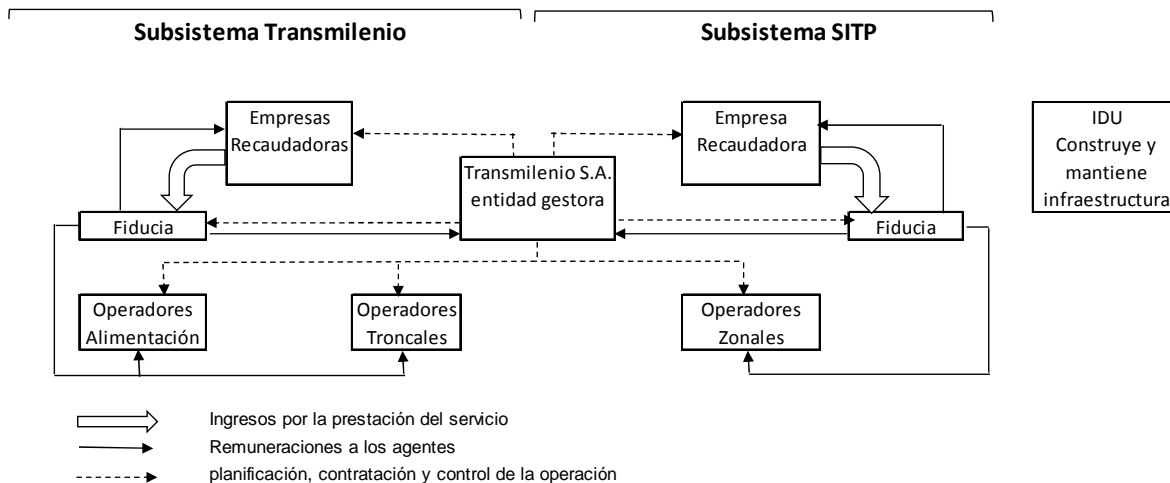 Subsistema Transmilenio
Subsistema SITP
Empresas
Recaudadoras
Empresa
Recaudadora
IDU
Construye y
mantiene
infraestructura
Transmilenio S.A.
entidad gestora
Fiducia
Fiducia
Operadores
Alimentación
Operadores
Troncales
Operadores
Zonales
Ingresos por la prestación del servicio
Remuneraciones a los agentes
planificación, contratación y control de la operación